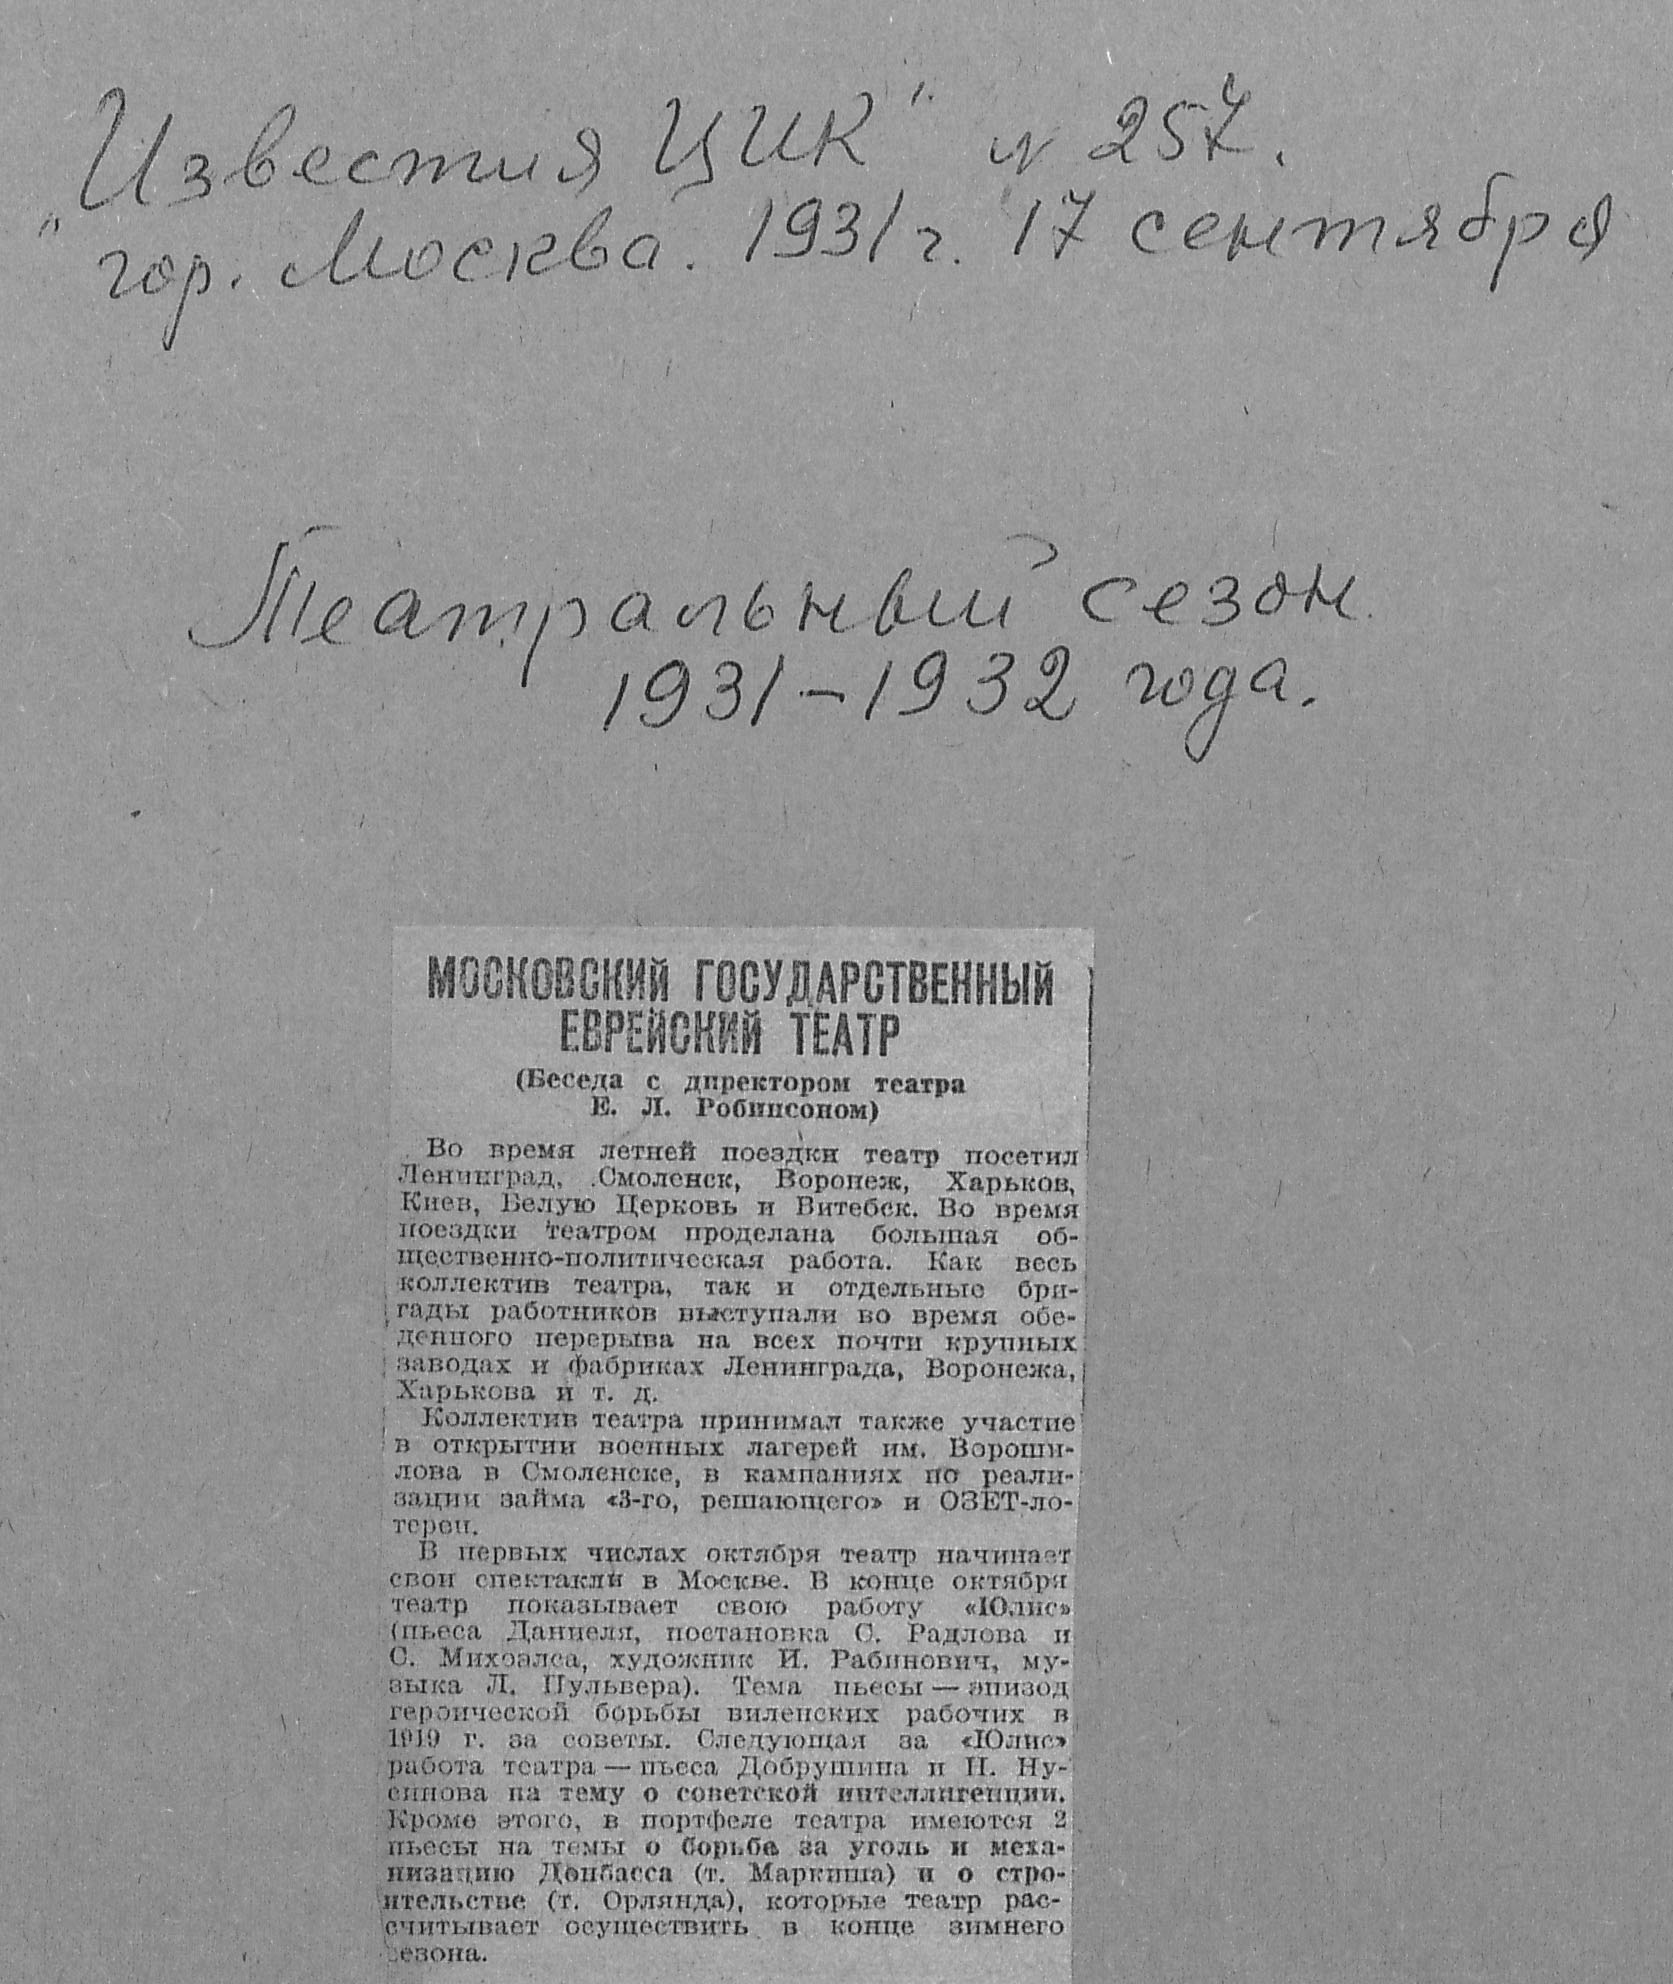 „Известия ЦИК" № 257.
гор. Москва. 1931 г. 17 сентября
Театральный сезон
1931–1932 года.
МОСКОВСКИЙ ГОСУДАРСТВЕННЫЙ
ЕВРЕЙСКИЙ ТЕАТР
(Беседа с директором театра
Е. Л. Робинсоном)
Во время летней поездки театр посетил
Ленинград, Смоленск, Воронеж, Харьков,
Киев, Белую Церковь и Витебск. Во время
поездки театром проделана большая об-
щественно-политическая работа. Как весь
коллектив театра, так и отдельные бри-
гады работников выступали во время обе-
денного перерыва на всех почти крупных
заводах и фабриках Ленинграда, Воронежа,
Харькова и т. д.
Коллектив театра принимал также участие
в открытии военных лагерей им. Вороши-
лова в Смоленске, в кампаниях по реали-
зации займа «3-го, решающего» и ОЗЕТ-ло-
тереи.
В первых числах октября театр начинает
свои спектакли в Москве. В конце октября
театр показывает свою работу «Юлис»
(пьеса Даниеля, постановка С. Радлова и
С. Михоэлса, художник И. Рабинович, му-
зыка Л. Пульвера). Тема пьесы — эпизод
героической борьбы виленских рабочих в
1919 г. за советы. Следующая за «Юлис»
работа театра — пьеса Добрушина и И. Ну-
синова на тему о советской интеллигенции.
Кроме этого, в портфеле театра имеются 2
пьесы на темы о борьбе за уголь и меха-
низацию Донбасса (т. Маркиша) и о стро-
ительстве (т. Орлянда), которые театр рас-
считывает осуществить в конце зимнего
сезона.